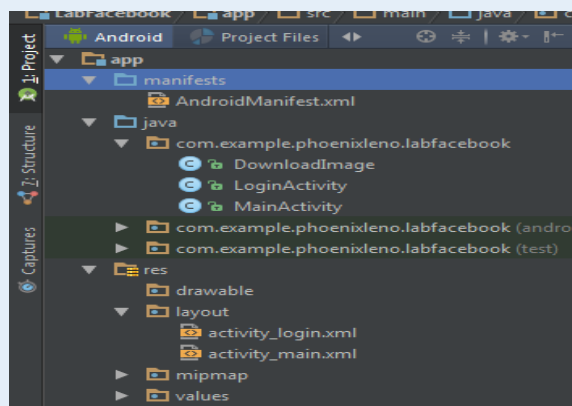 LabFacebook app src main java
Android Project Files
app
manifests
AndroidManifest.xml
java
com.example.phoenixleno.labfacebook
DownloadImage
LoginActivity
MainActivity
com.example.phoenixleno.labfacebook
com.example.phoenixleno.labfacebook (test)
res
drawable
layout
activity_login.xml
activity_main.xml
mipmap
values
1: Project
7: Structure
Captures